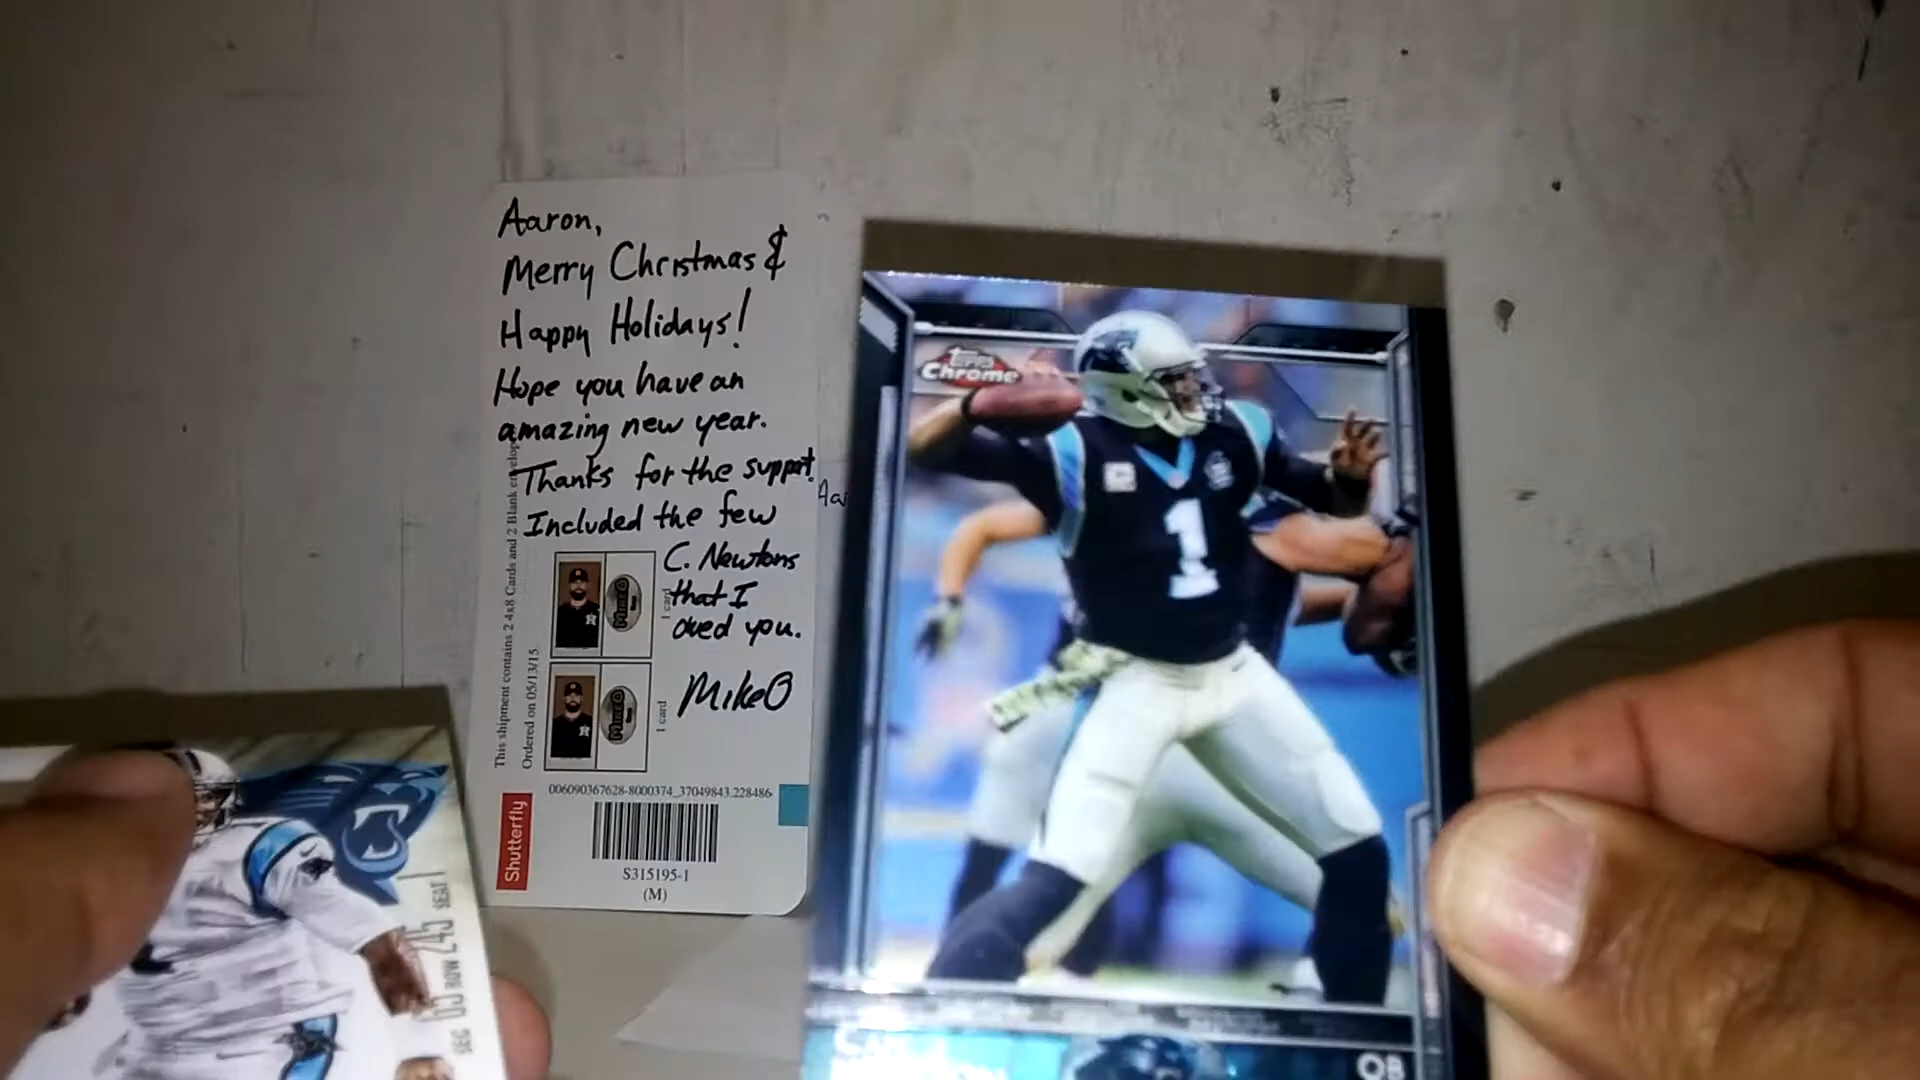 Aaron,
Merry Christmas &
Happy Holidays!
Hope you have an
amazing new year.
Thanks for the support.
Included the few
C. Newtons
that I
owed you.
MikeO
This shipment contains 2 4x8 Cards and 2 Blank envelop
Ordered on 05/13/15.
1 card
1 card
006090367628-8000374_37049843.228486
Shutterfly
S315195-1
(M)
Aar
Topps
Chrome
1
QB
SEC 65 ROW 245 SEAT 1